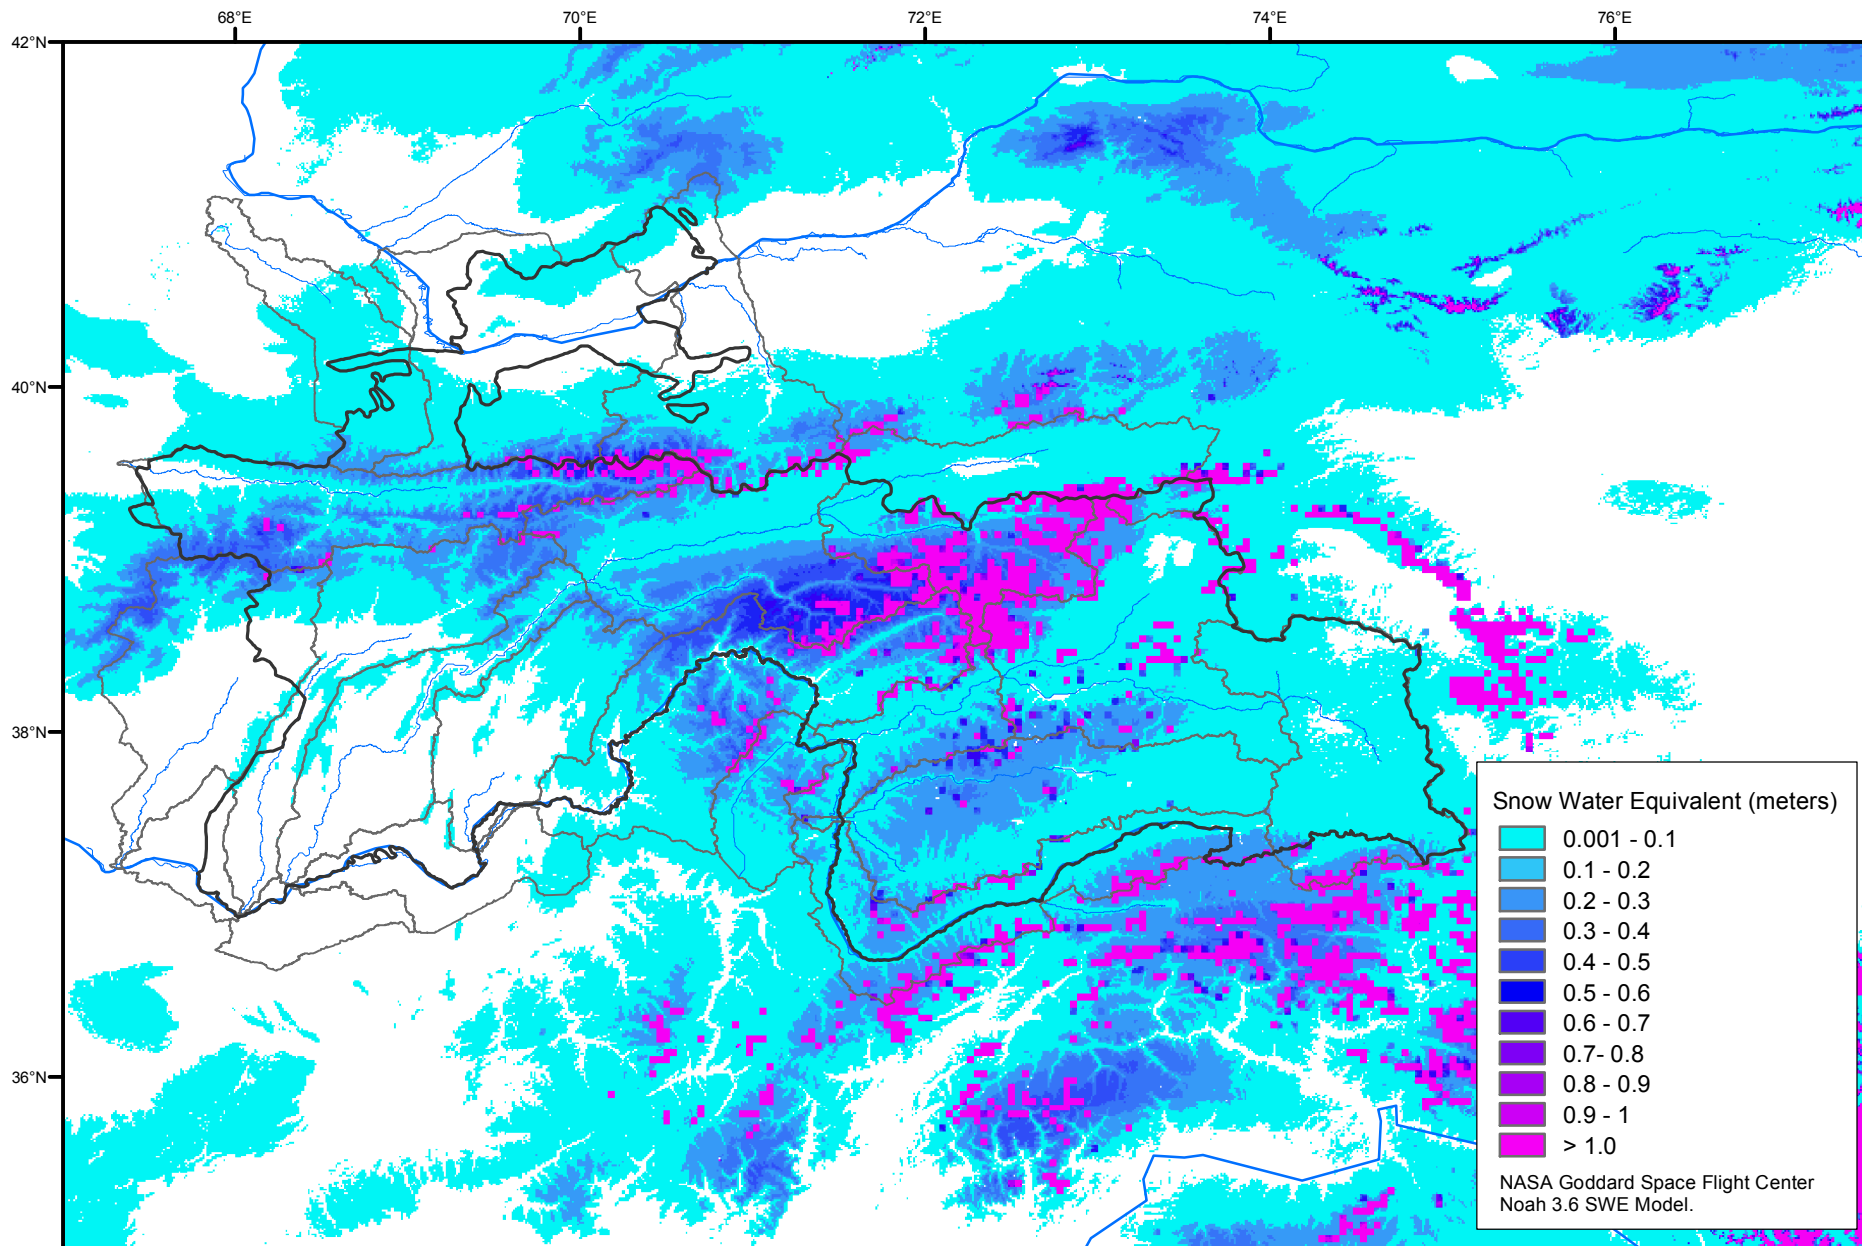 68°E 70°E 72°E 74°E 76°E
42°N
40°N
38°N
36°N
Snow Water Equivalent (meters)
0.001 - 0.1
0.1 - 0.2
0.2 - 0.3
0.3 - 0.4
0.4 - 0.5
0.5 - 0.6
0.6 - 0.7
0.7- 0.8
0.8 - 0.9
0.9 - 1
> 1.0
NASA Goddard Space Flight Center
Noah 3.6 SWE Model.